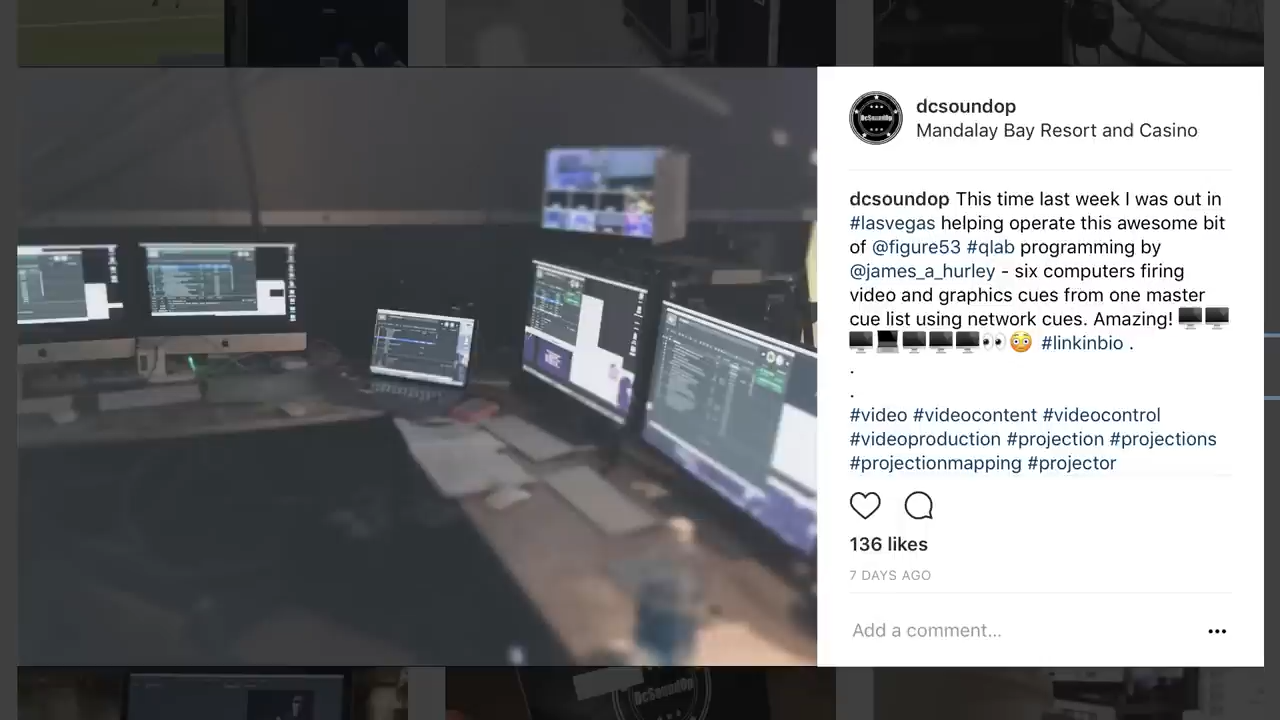 dcsoundop
Mandalay Bay Resort and Casino
dcsoundop This time last week I was out in
#lasvegas helping operate this awesome bit
of @figure53 #qlab programming by
@james_a_hurley - six computers firing
video and graphics cues from one master
cue list using network cues. Amazing! 🖥️🖥️
🖥️💻🖥️🖥️🖥️👀😳 #linkinbio .
.
.
#video #videocontent #videocontrol
#videoproduction #projection #projections
#projectionmapping #projector
136 likes
7 DAYS AGO
Add a comment...
DcSoundOp
DcSoundOp